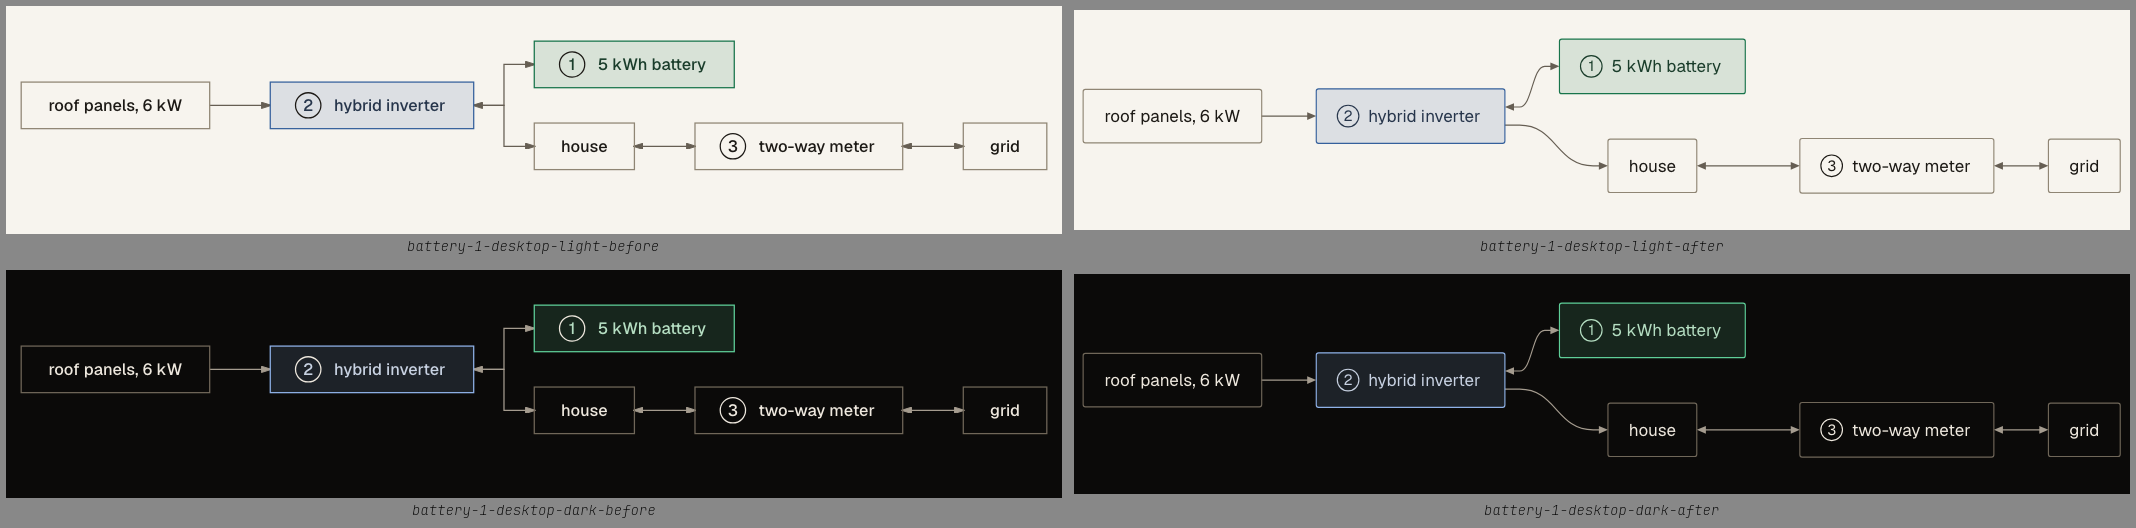 ① 5 kWh battery
roof panels, 6 kW ② hybrid inverter
house ③ two-way meter grid
battery-1-desktop-light-before
① 5 kWh battery
roof panels, 6 kW ② hybrid inverter
house ③ two-way meter grid
battery-1-desktop-light-after
① 5 kWh battery
roof panels, 6 kW ② hybrid inverter
house ③ two-way meter grid
battery-1-desktop-dark-before
① 5 kWh battery
roof panels, 6 kW ② hybrid inverter
house ③ two-way meter grid
battery-1-desktop-dark-after